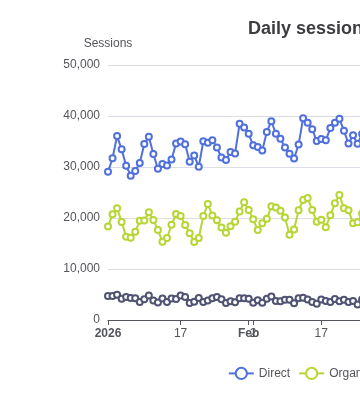 Daily session
Sessions
50,000
40,000
30,000
20,000
10,000
0
2026 17 Feb 17
Direct Organ